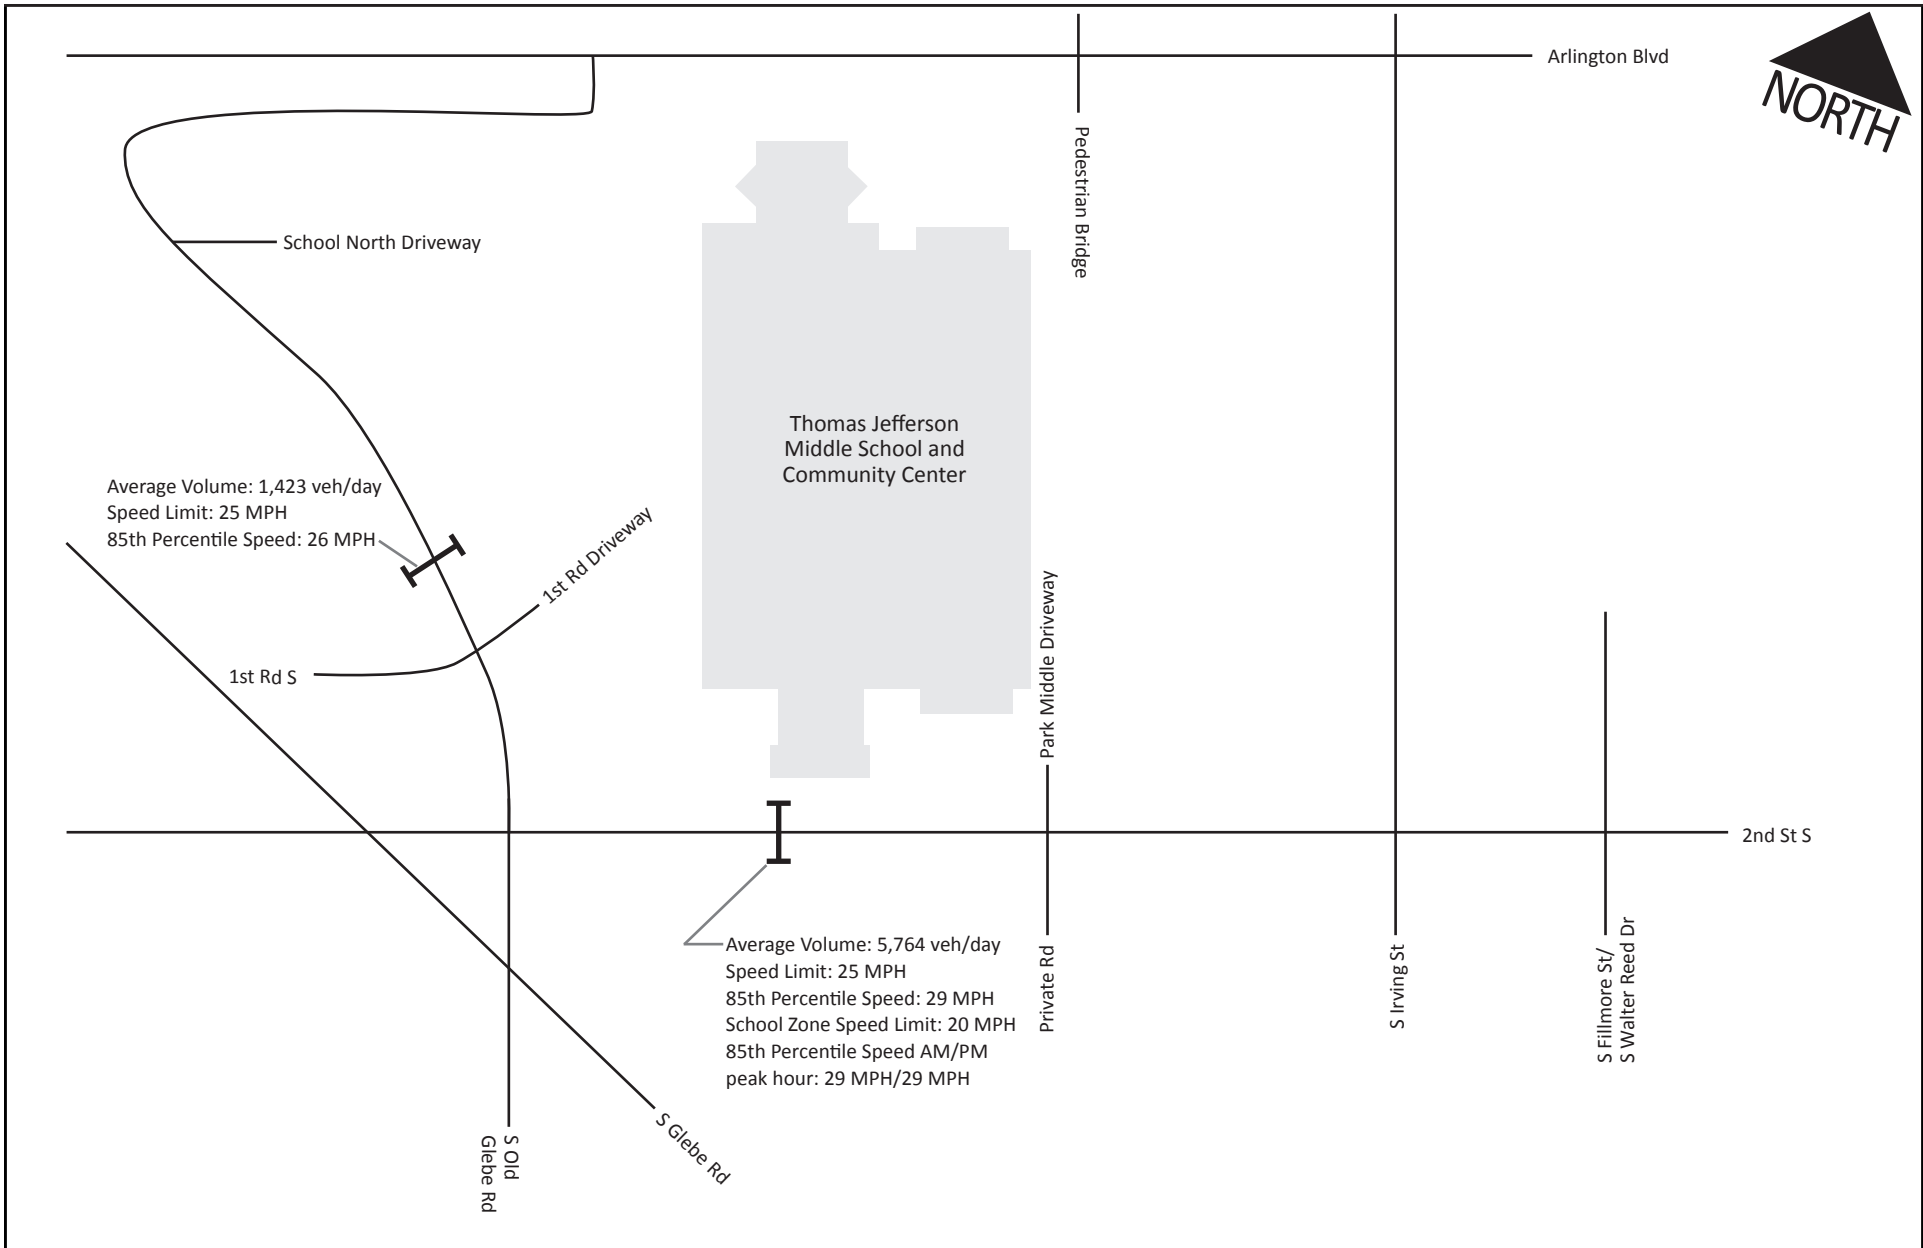 Arlington Blvd
NORTH
Pedestrian Bridge
School North Driveway
Thomas Jefferson
Middle School and
Community Center
Average Volume: 1,423 veh/day
Speed Limit: 25 MPH
85th Percentile Speed: 26 MPH
1st Rd Driveway
1st Rd S
Park Middle Driveway
2nd St S
Average Volume: 5,764 veh/day
Speed Limit: 25 MPH
85th Percentile Speed: 29 MPH
School Zone Speed Limit: 20 MPH
85th Percentile Speed AM/PM
peak hour: 29 MPH/29 MPH
Private Rd
S Irving St
S Fillmore St/
S Walter Reed Dr
S Old
Glebe Rd
S Glebe Rd